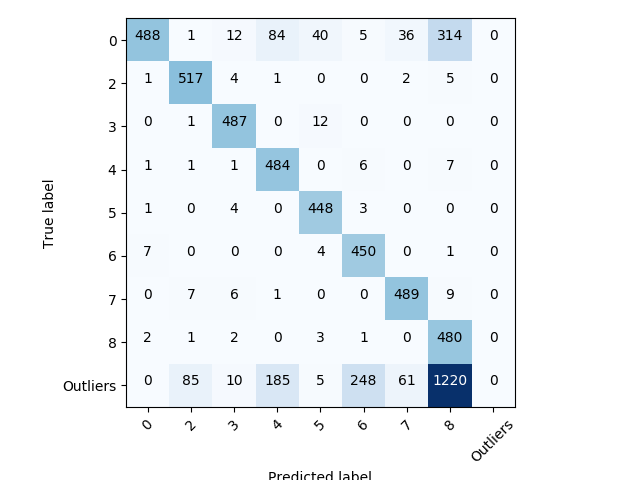 0 488 1 12 84 40 5 36 314 0
2 1 517 4 1 0 0 2 5 0
3 0 1 487 0 12 0 0 0 0
4 1 1 1 484 0 6 0 7 0
5 1 0 4 0 448 3 0 0 0
6 7 0 0 0 4 450 0 1 0
7 0 7 6 1 0 0 489 9 0
8 2 1 2 0 3 1 0 480 0
Outliers 0 85 10 185 5 248 61 1220 0
True label
0 2 3 4 5 6 7 8 Outliers
Predicted label